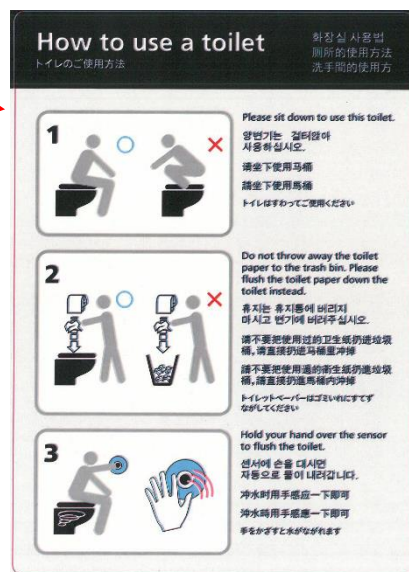 How to use a toilet
トイレのご使用方法
화장실 사용법
厕所的使用方法
洗手間的使用方
1
Please sit down to use this toilet.
양변기는 걸터앉아
사용하십시오.
请坐下使用马桶
請坐下使用馬桶
トイレはすわってご使用ください
2
Do not throw away the toilet
paper to the trash bin. Please
flush the toilet paper down the
toilet instead.
휴지는 휴지통에 버리지
마시고 변기에 버려주십시오.
请不要把使用过的卫生纸扔进垃圾
桶,请直接扔进马桶里冲掉
請不要把使用過的衛生紙扔進垃圾
桶,請直接扔進馬桶內沖掉
トイレットペーパーはゴミいれにすてず
ながしてください
3
Hold your hand over the sensor
to flush the toilet.
센서에 손을 대시면
자동으로 물이 내려갑니다.
冲水时用手感应一下即可
沖水時用手感應一下即可
手をかざすと水がながれます